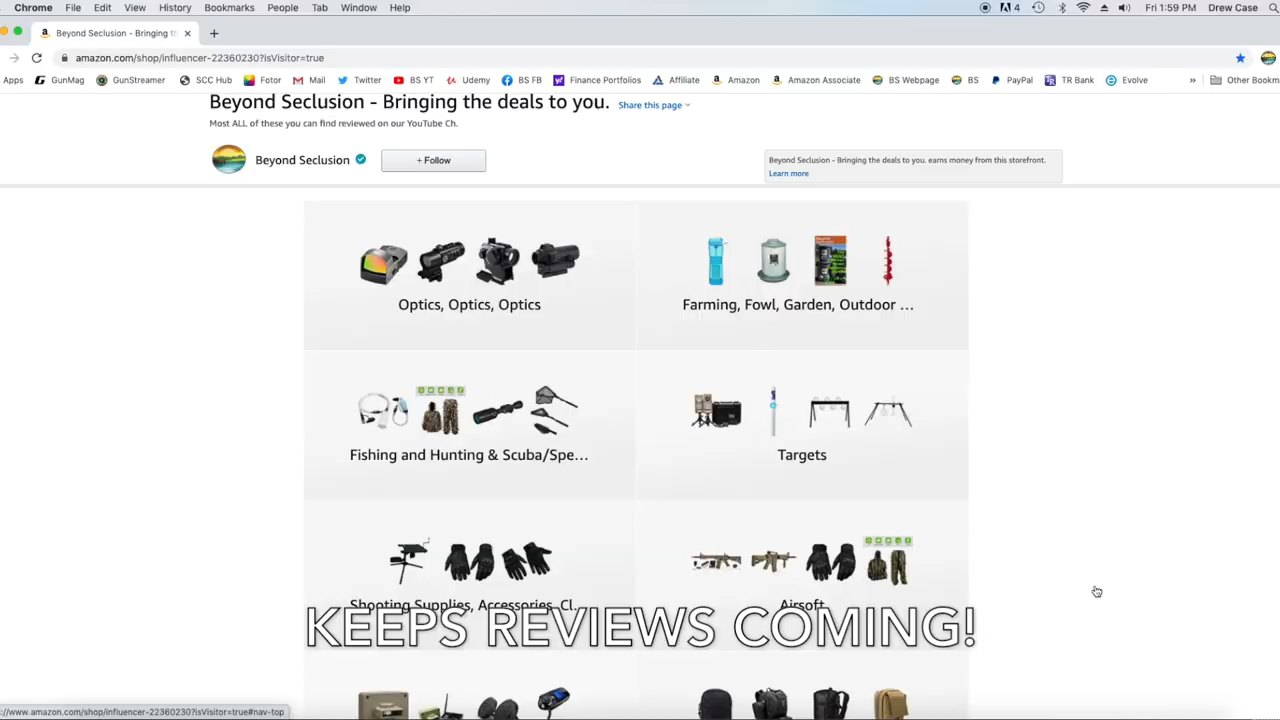 Chrome File Edit View History Bookmarks People Tab Window Help 4 Fri 1:59 PM Drew Case
Beyond Seclusion - Bringing th
amazon.com/shop/influencer-22360230?isVisitor=true
Apps GunMag GunStreamer SCC Hub Fotor Mail Twitter BS YT Udemy BS FB Finance Portfolios Affiliate Amazon Amazon Associate BS Webpage BS PayPal TR Bank Evolve » Other Bookm
Beyond Seclusion - Bringing the deals to you. Share this page
Most ALL of these you can find reviewed on our YouTube Ch.
Beyond Seclusion + Follow
Beyond Seclusion - Bringing the deals to you. earns money from this storefront.
Learn more
Optics, Optics, Optics
Farming, Fowl, Garden, Outdoor ...
Fishing and Hunting & Scuba/Spe...
Targets
Shooting Supplies, Accessories, Cl...
Airsoft
KEEPS REVIEWS COMING!
://www.amazon.com/shop/influencer-22360230?isVisitor=true#nav-top